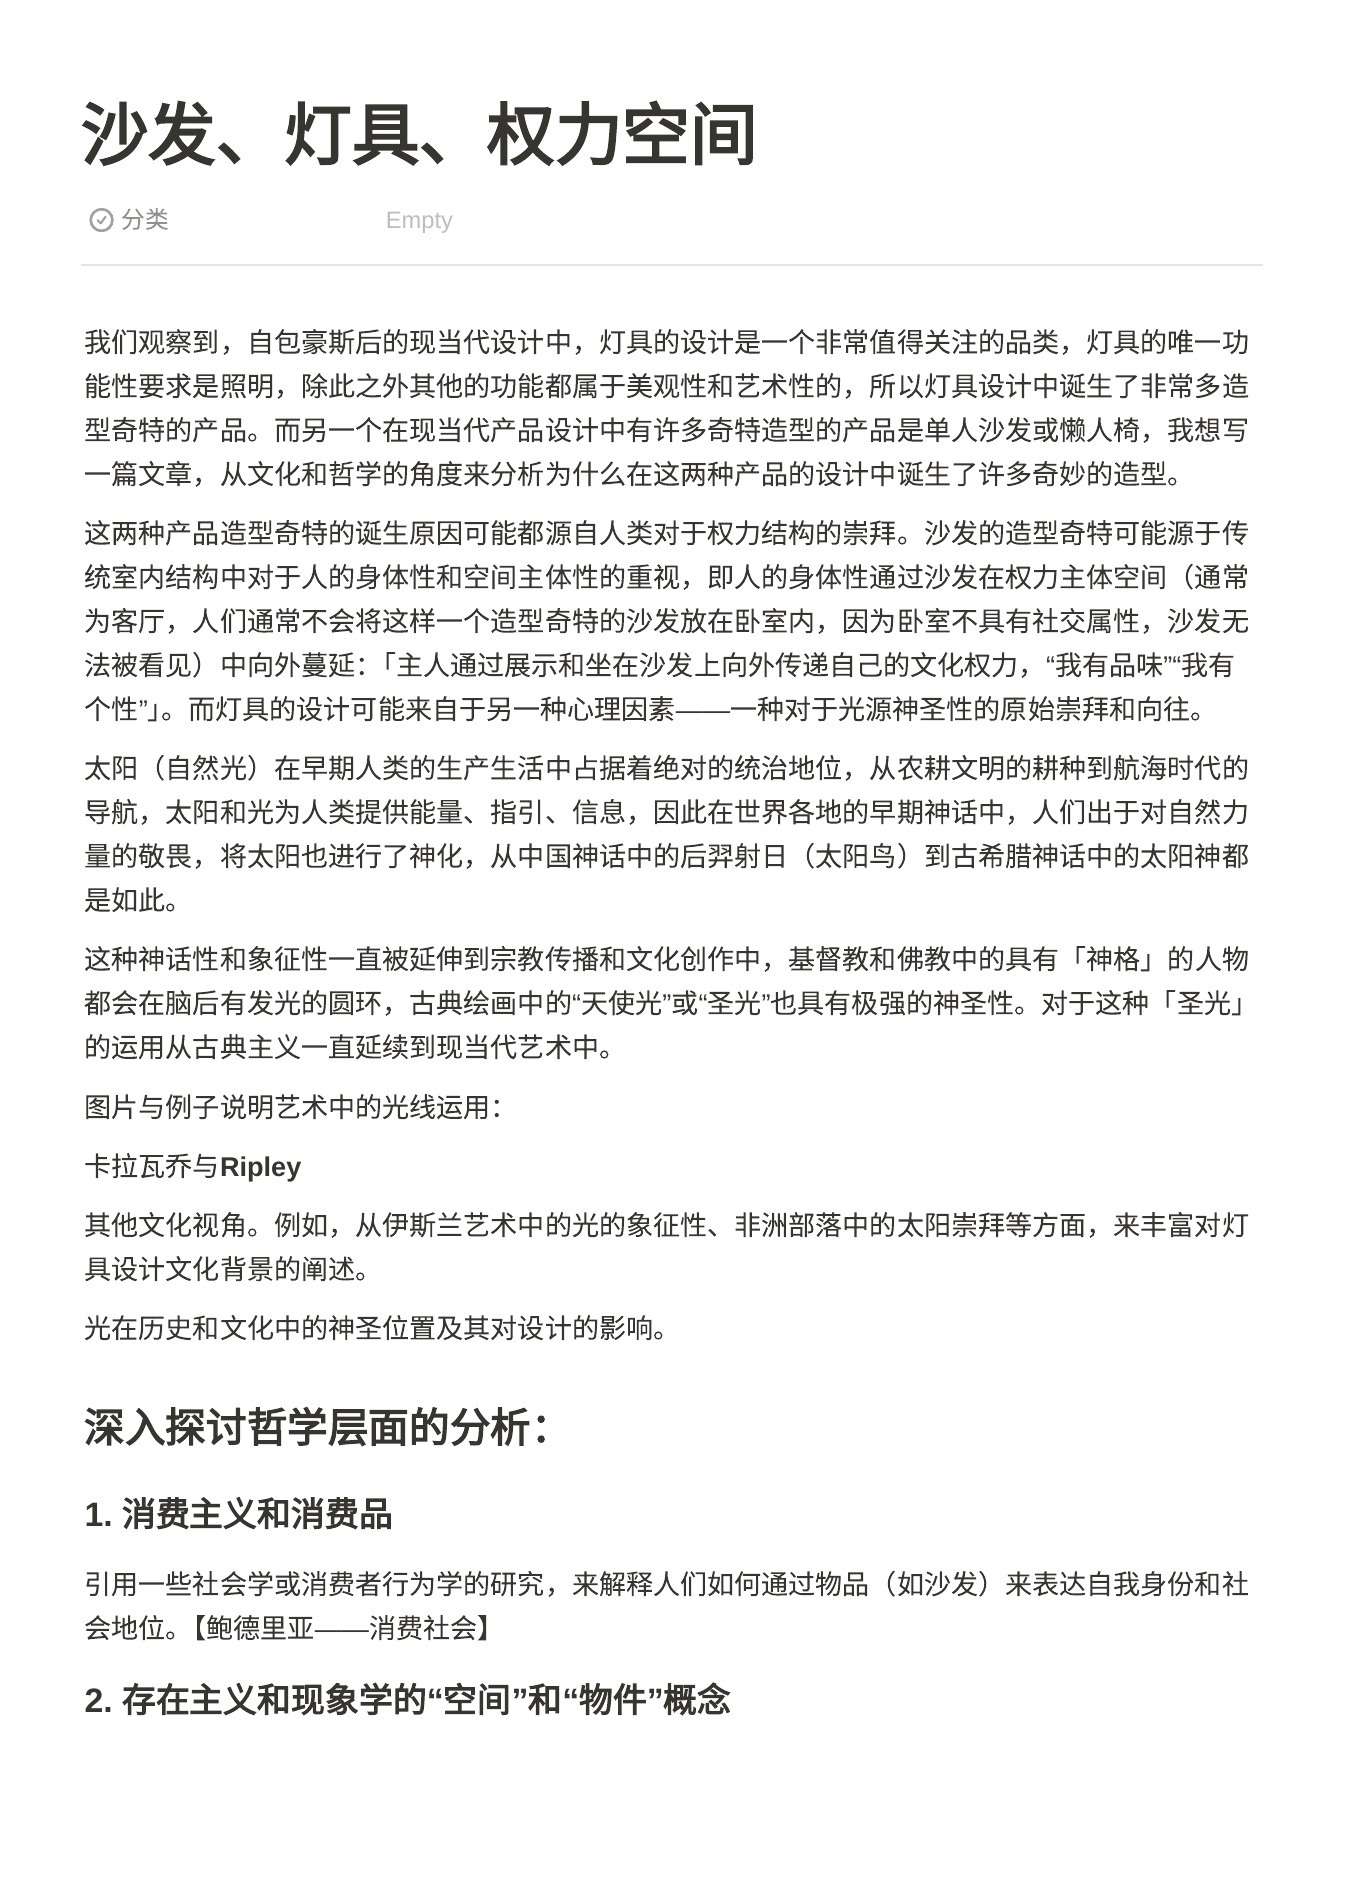 沙发、灯具、权力空间
分类 Empty
我们观察到，自包豪斯后的现当代设计中，灯具的设计是一个非常值得关注的品类，灯具的唯一功
能性要求是照明，除此之外其他的功能都属于美观性和艺术性的，所以灯具设计中诞生了非常多造
型奇特的产品。而另一个在现当代产品设计中有许多奇特造型的产品是单人沙发或懒人椅，我想写
一篇文章，从文化和哲学的角度来分析为什么在这两种产品的设计中诞生了许多奇妙的造型。
这两种产品造型奇特的诞生原因可能都源自人类对于权力结构的崇拜。沙发的造型奇特可能源于传
统室内结构中对于人的身体性和空间主体性的重视，即人的身体性通过沙发在权力主体空间（通常
为客厅，人们通常不会将这样一个造型奇特的沙发放在卧室内，因为卧室不具有社交属性，沙发无
法被看见）中向外蔓延：「主人通过展示和坐在沙发上向外传递自己的文化权力，“我有品味”“我有
个性”」。而灯具的设计可能来自于另一种心理因素——一种对于光源神圣性的原始崇拜和向往。
太阳（自然光）在早期人类的生产生活中占据着绝对的统治地位，从农耕文明的耕种到航海时代的
导航，太阳和光为人类提供能量、指引、信息，因此在世界各地的早期神话中，人们出于对自然力
量的敬畏，将太阳也进行了神化，从中国神话中的后羿射日（太阳鸟）到古希腊神话中的太阳神都
是如此。
这种神话性和象征性一直被延伸到宗教传播和文化创作中，基督教和佛教中的具有「神格」的人物
都会在脑后有发光的圆环，古典绘画中的“天使光”或“圣光”也具有极强的神圣性。对于这种「圣光」
的运用从古典主义一直延续到现当代艺术中。
图片与例子说明艺术中的光线运用：
卡拉瓦乔与Ripley
其他文化视角。例如，从伊斯兰艺术中的光的象征性、非洲部落中的太阳崇拜等方面，来丰富对灯
具设计文化背景的阐述。
光在历史和文化中的神圣位置及其对设计的影响。
深入探讨哲学层面的分析：
1. 消费主义和消费品
引用一些社会学或消费者行为学的研究，来解释人们如何通过物品（如沙发）来表达自我身份和社
会地位。【鲍德里亚——消费社会】
2. 存在主义和现象学的“空间”和“物件”概念